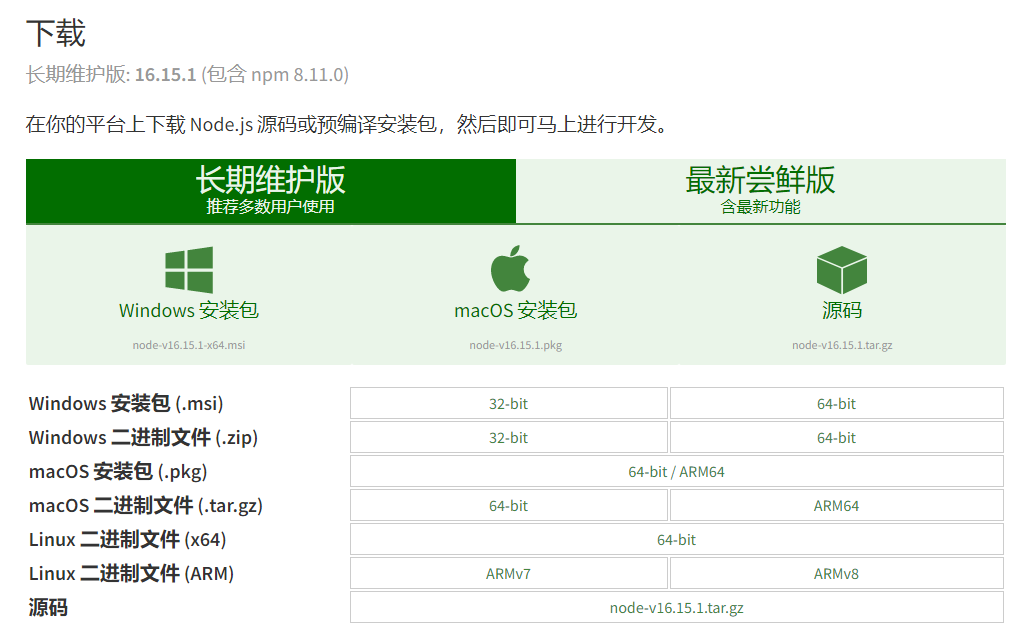 下载
长期维护版: 16.15.1 (包含 npm 8.11.0)
在你的平台上下载 Node.js 源码或预编译安装包，然后即可马上进行开发。
长期维护版
推荐多数用户使用
最新尝鲜版
含最新功能
Windows 安装包
node-v16.15.1-x64.msi
macOS 安装包
node-v16.15.1.pkg
源码
node-v16.15.1.tar.gz
Windows 安装包 (.msi) 32-bit 64-bit
Windows 二进制文件 (.zip) 32-bit 64-bit
macOS 安装包 (.pkg) 64-bit / ARM64
macOS 二进制文件 (.tar.gz) 64-bit ARM64
Linux 二进制文件 (x64) 64-bit
Linux 二进制文件 (ARM) ARMv7 ARMv8
源码 node-v16.15.1.tar.gz